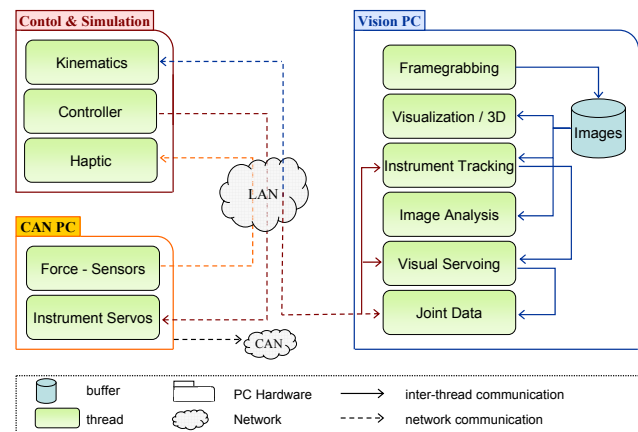 Contol & Simulation
Kinematics
Controller
Haptic
CAN PC
Force - Sensors
Instrument Servos
LAN
CAN
Vision PC
Framegrabbing
Visualization / 3D
Instrument Tracking
Image Analysis
Visual Servoing
Joint Data
Images
buffer
PC Hardware
inter-thread communication
thread
Network
network communication